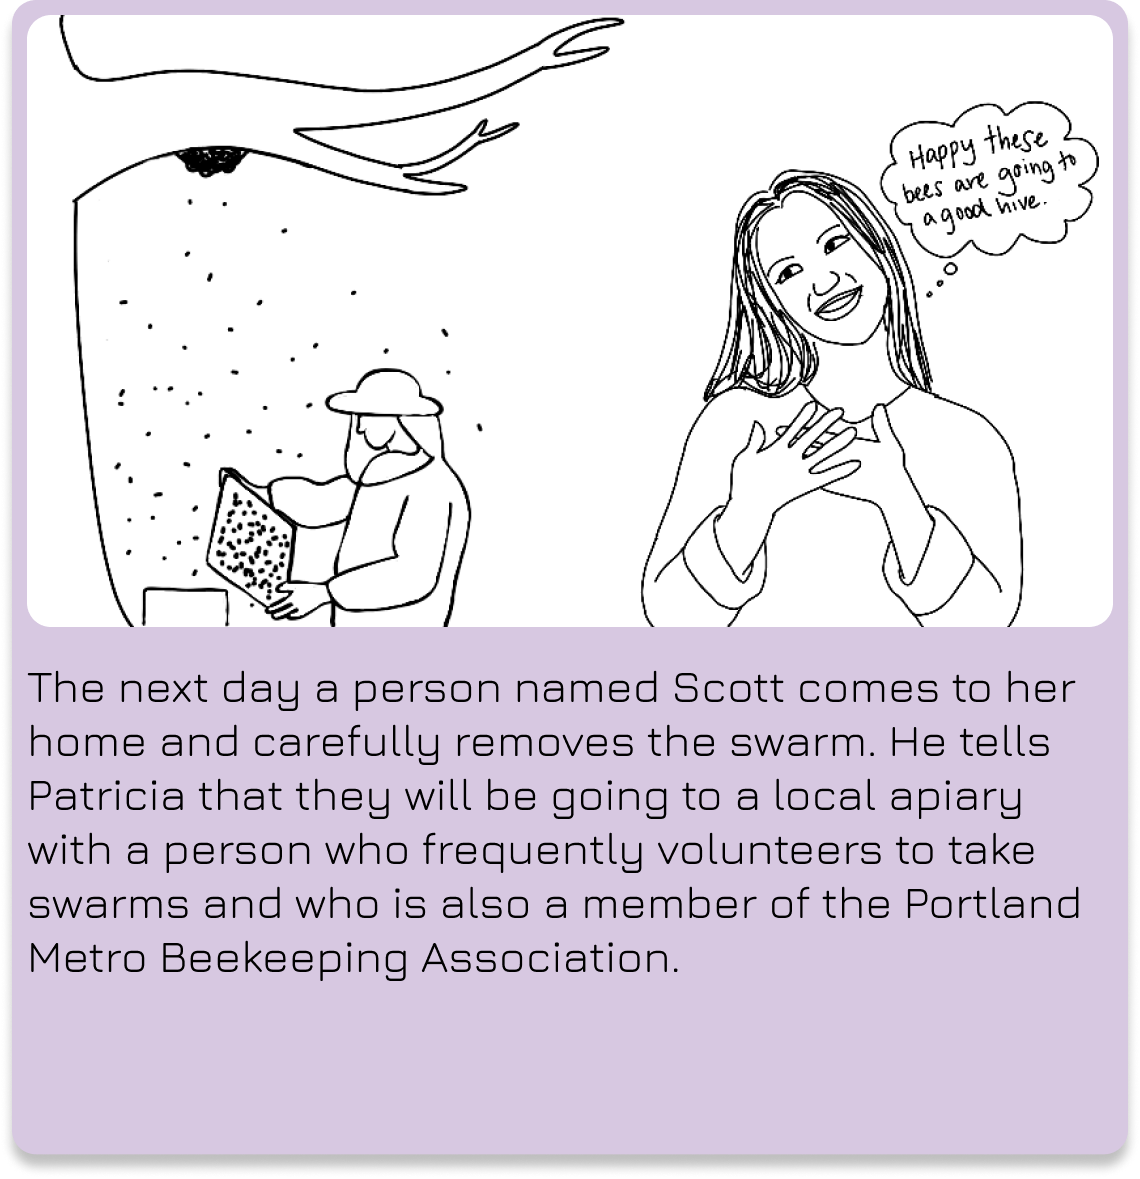 Happy these
bees are going to
a good hive.
The next day a person named Scott comes to her
home and carefully removes the swarm. He tells
Patricia that they will be going to a local apiary
with a person who frequently volunteers to take
swarms and who is also a member of the Portland
Metro Beekeeping Association.